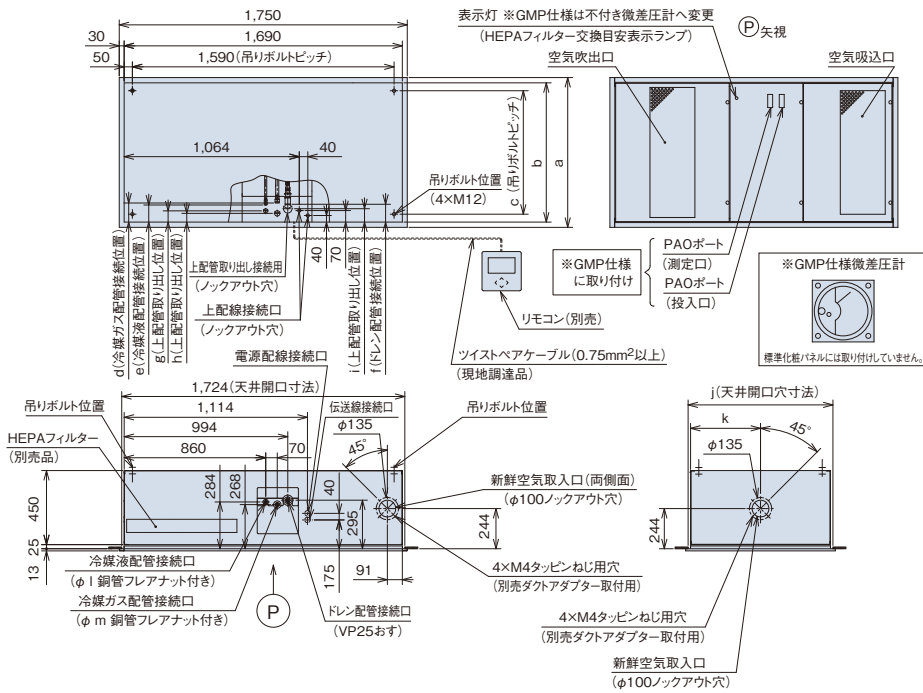 1,750
30
1,690
50
1,590(吊りボルトピッチ)
1,064
40
c(吊りボルトピッチ)
b
a
吊りボルト位置
(4×M12)
40
70
上配管取り出し接続用
(ノックアウト穴)
上配線接続口
(ノックアウト穴)
d(冷媒ガス配管接続位置)
e(冷媒液配管接続位置)
g(上配管取り出し位置)
h(上配管取り出し位置)
i(上配管取り出し位置)
f(ドレン配管接続位置)
リモコン(別売)
ツイストペアケーブル(0.75mm²以上)
(現地調達品)
表示灯 ※GMP仕様は不付き微差圧計へ変更
(HEPAフィルター交換目安表示ランプ)
P矢視
空気吹出口
空気吸込口
※GMP仕様
に取り付け
PAOポート
(測定口)
PAOポート
(投入口)
※GMP仕様微差圧計
標準化粧パネルには取り付けしていません。
電源配線接続口
1,724(天井開口寸法)
吊りボルト位置
1,114
伝送線接続口
吊りボルト位置
HEPAフィルター
(別売品)
994
φ135
860
70
45°
284
268
40
295
新鮮空気取入口(両側面)
(φ100ノックアウト穴)
450
244
25
13
175
91
冷媒液配管接続口
(φ l 銅管フレアナット付き)
冷媒ガス配管接続口
(φ m 銅管フレアナット付き)
P
ドレン配管接続口
(VP25おす)
4×M4タッピンねじ用穴
(別売ダクトアダプター取付用)
j(天井開口穴寸法)
k
45°
φ135
244
4×M4タッピンねじ用穴
(別売ダクトアダプター取付用)
新鮮空気取入口
(φ100ノックアウト穴)